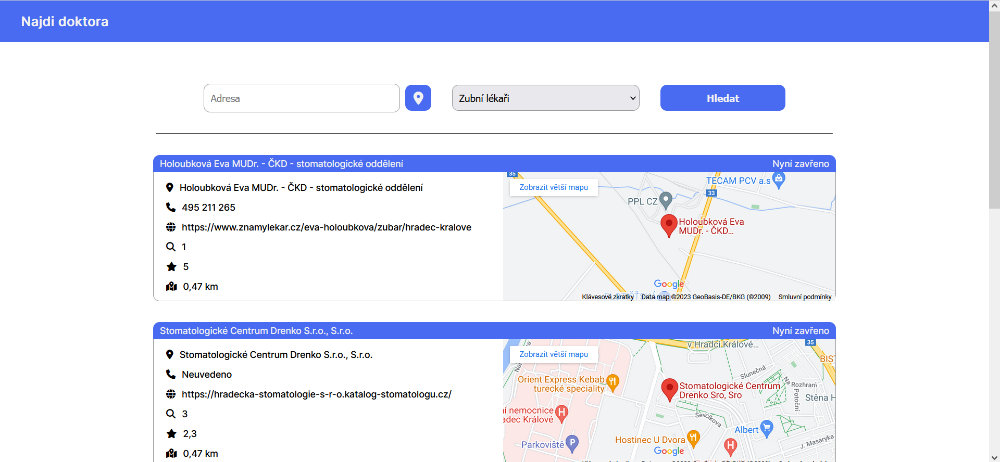 Najdi doktora
Adresa
Zubní lékaři
Hledat
Holoubková Eva MUDr. - ČKD - stomatologické oddělení
Nyní zavřeno
Holoubková Eva MUDr. - ČKD - stomatologické oddělení
495 211 265
https://www.znamylekar.cz/eva-holoubkova/zubar/hradec-kralove
1
5
0,47 km
35
Zobrazit větší mapu
TECAM PCV a.s
33
PPL CZ
Holoubková Eva
MUDr. - ČKD...
Google
Klávesové zkratky
Data map ©2023 GeoBasis-DE/BKG (©2009)
Smluvní podmínky
Stomatologické Centrum Drenko S.r.o., S.r.o.
Nyní zavřeno
Stomatologické Centrum Drenko S.r.o., S.r.o.
Neuvedeno
https://hradecka-stomatologie-s-r-o.katalog-stomatologu.cz/
3
2,3
0,47 km
Zobrazit větší mapu
v Hradci Králové...
35
BIST
Slunečná
Na Rozhraní
Potoční
Stěna H
Orient Express Kebab
turecké speciality
Stomatologické Centrum
Drenko Sro, Sro
í nemocnice
adec Králové
H
Ševčíkova
Albert
Hostinec U Dvora
Parkoviště
P
H
J. Masaryka
Google